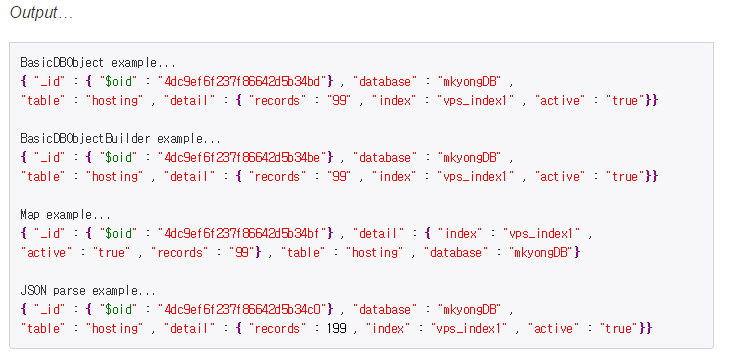 Output…
BasicDBObject example...
{ "_id" : { "$oid" : "4dc9ef6f237f86642d5b34bd"} , "database" : "mkyongDB" ,
"table" : "hosting" , "detail" : { "records" : "99" , "index" : "vps_index1" , "active" : "true"}}
BasicDBObjectBuilder example...
{ "_id" : { "$oid" : "4dc9ef6f237f86642d5b34be"} , "database" : "mkyongDB" ,
"table" : "hosting" , "detail" : { "records" : "99" , "index" : "vps_index1" , "active" : "true"}}
Map example...
{ "_id" : { "$oid" : "4dc9ef6f237f86642d5b34bf"} , "detail" : { "index" : "vps_index1" ,
"active" : "true" , "records" : "99"} , "table" : "hosting" , "database" : "mkyongDB"}
JSON parse example...
{ "_id" : { "$oid" : "4dc9ef6f237f86642d5b34c0"} , "database" : "mkyongDB" ,
"table" : "hosting" , "detail" : { "records" : 199 , "index" : "vps_index1" , "active" : "true"}}